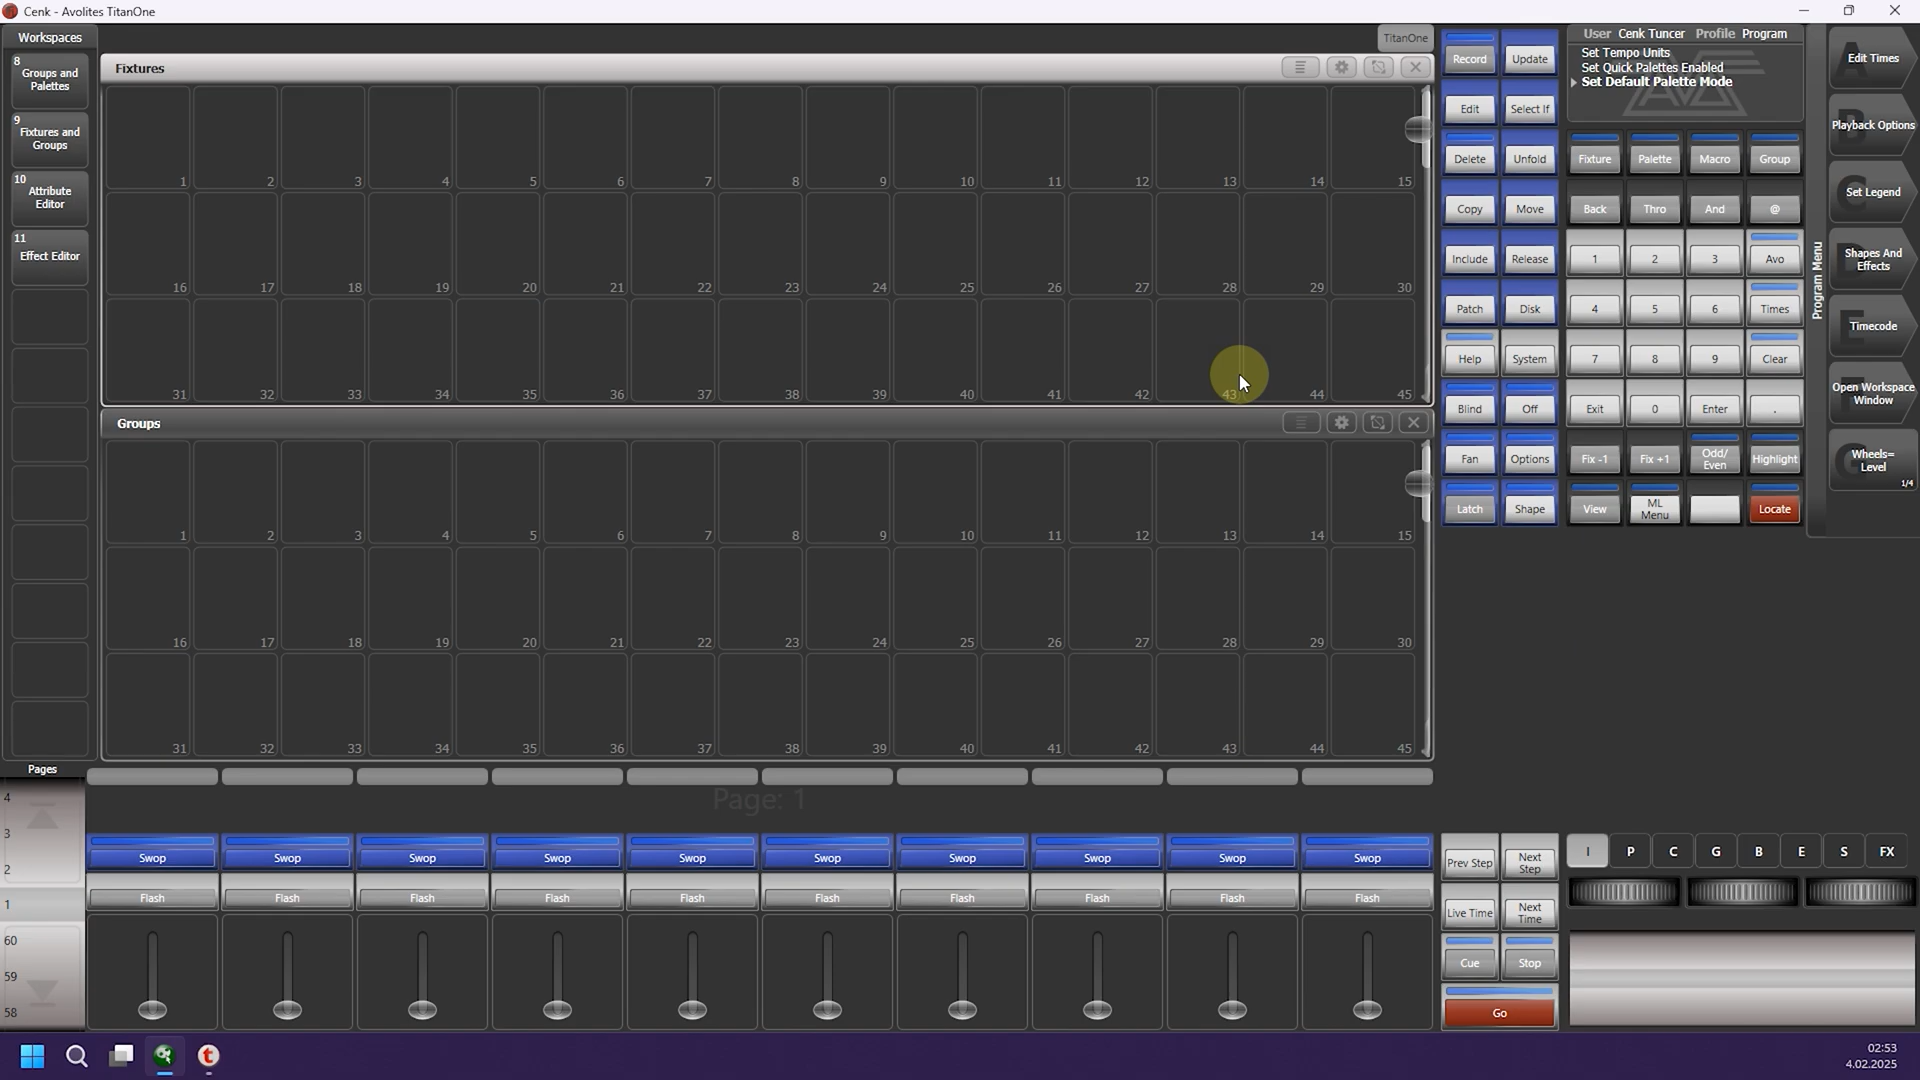 Cenk - Avolites TitanOne
Workspaces
8
Groups and
Palettes
9
Fixtures and
Groups
10
Attribute
Editor
11
Effect Editor
TitanOne
Fixtures
1 2 3 4 5 6 7 8 9 10 11 12 13 14 15
16 17 18 19 20 21 22 23 24 25 26 27 28 29 30
31 32 33 34 35 36 37 38 39 40 41 42 43 44 45
Groups
1 2 3 4 5 6 7 8 9 10 11 12 13 14 15
16 17 18 19 20 21 22 23 24 25 26 27 28 29 30
31 32 33 34 35 36 37 38 39 40 41 42 43 44 45
Record Update
Edit Select If
Delete Unfold
Copy Move
Include Release
Patch Disk
Help System
Blind Off
Fan Options
Latch Shape
User Cenk Tuncer Profile Program
Set Tempo Units
Set Quick Palettes Enabled
Set Default Palette Mode
Fixture Palette Macro Group
Back Thro And @
1 2 3 Avo
4 5 6 Times
7 8 9 Clear
Exit 0 Enter .
Fix -1 Fix +1 Odd/
Even Highlight
View ML
Menu Locate
Program Menu
A
Edit Times
B
Playback Options
C
Set Legend
D
Shapes And
Effects
E
Timecode
F
Open Workspace
Window
G
Wheels=
Level
1/4
Pages
4
3
2
1
60
59
58
Page: 1
Swop Swop Swop Swop Swop Swop Swop Swop Swop Swop
Flash Flash Flash Flash Flash Flash Flash Flash Flash Flash
Prev Step Next
Step
Live Time Next
Time
Cue Stop
Go
I P C G B E S FX
02:53
4.02.2025